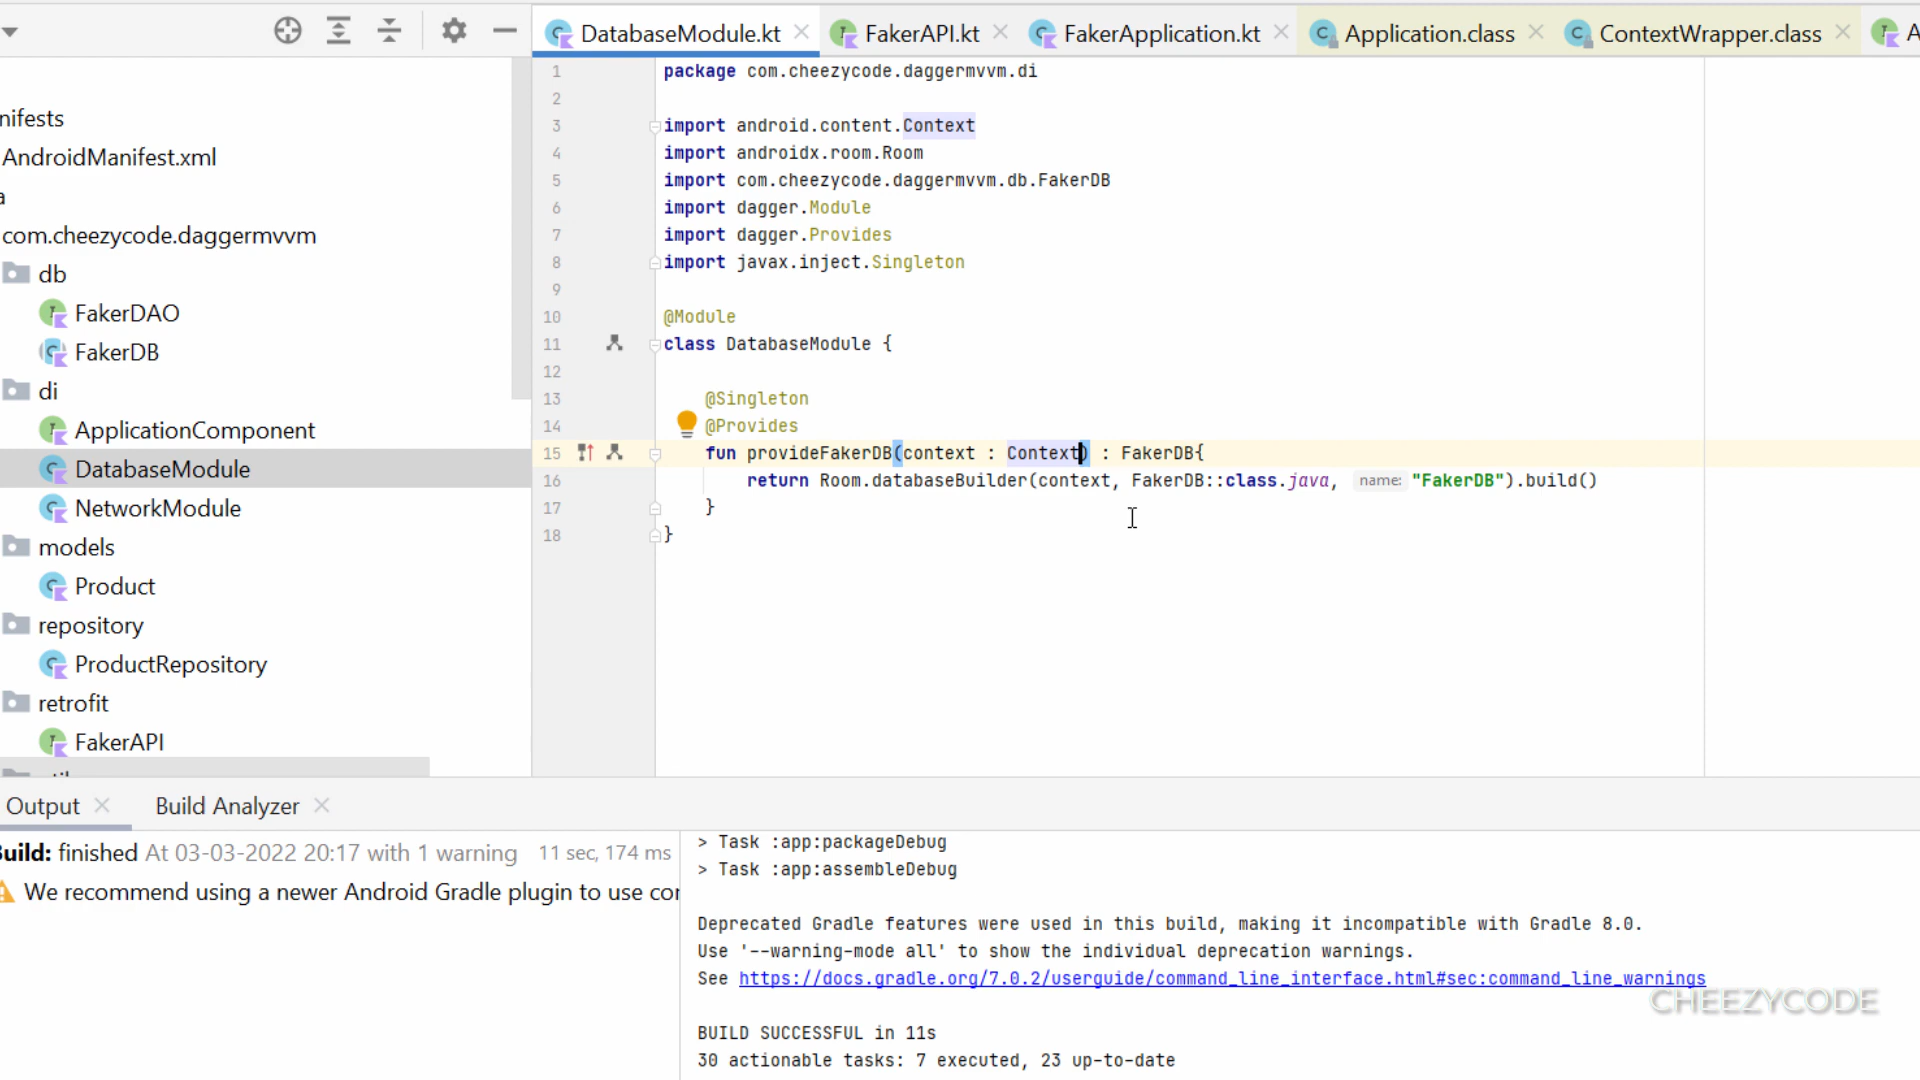 DatabaseModule.kt
FakerAPI.kt
FakerApplication.kt
Application.class
ContextWrapper.class
A
nifests
AndroidManifest.xml
a
com.cheezycode.daggermvvm
db
FakerDAO
FakerDB
di
ApplicationComponent
DatabaseModule
NetworkModule
models
Product
repository
ProductRepository
retrofit
FakerAPI
1 package com.cheezycode.daggermvvm.di
2
3 import android.content.Context
4 import androidx.room.Room
5 import com.cheezycode.daggermvvm.db.FakerDB
6 import dagger.Module
7 import dagger.Provides
8 import javax.inject.Singleton
9
10 @Module
11 class DatabaseModule {
12
13 @Singleton
14 @Provides
15 fun provideFakerDB(context : Context) : FakerDB{
16 return Room.databaseBuilder(context, FakerDB::class.java, name: "FakerDB").build()
17 }
18 }
Output
Build Analyzer
Build: finished At 03-03-2022 20:17 with 1 warning 11 sec, 174 ms
We recommend using a newer Android Gradle plugin to use cor
> Task :app:packageDebug
> Task :app:assembleDebug
Deprecated Gradle features were used in this build, making it incompatible with Gradle 8.0.
Use '--warning-mode all' to show the individual deprecation warnings.
See https://docs.gradle.org/7.0.2/userguide/command_line_interface.html#sec:command_line_warnings
CHEEZYCODE
BUILD SUCCESSFUL in 11s
30 actionable tasks: 7 executed, 23 up-to-date